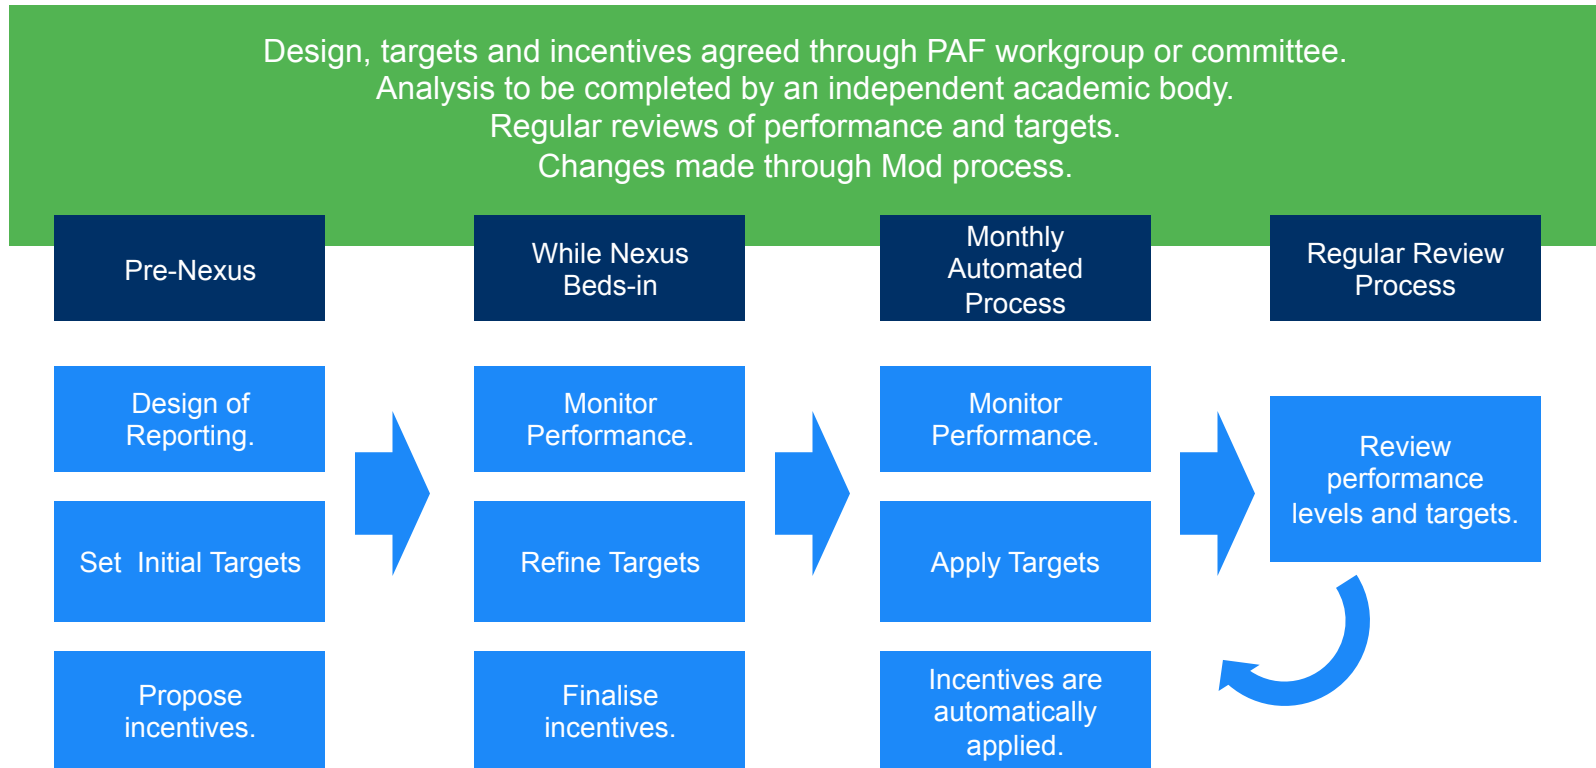 Design, targets and incentives agreed through PAF workgroup or committee.
Analysis to be completed by an independent academic body.
Regular reviews of performance and targets.
Changes made through Mod process.
Pre-Nexus
While Nexus
Beds-in
Monthly
Automated
Process
Regular Review
Process
Design of
Reporting.
Monitor
Performance.
Monitor
Performance.
Review
performance
levels and targets.
Set  Initial Targets
Refine Targets
Apply Targets
Propose
incentives.
Finalise
incentives.
Incentives are
automatically
applied.